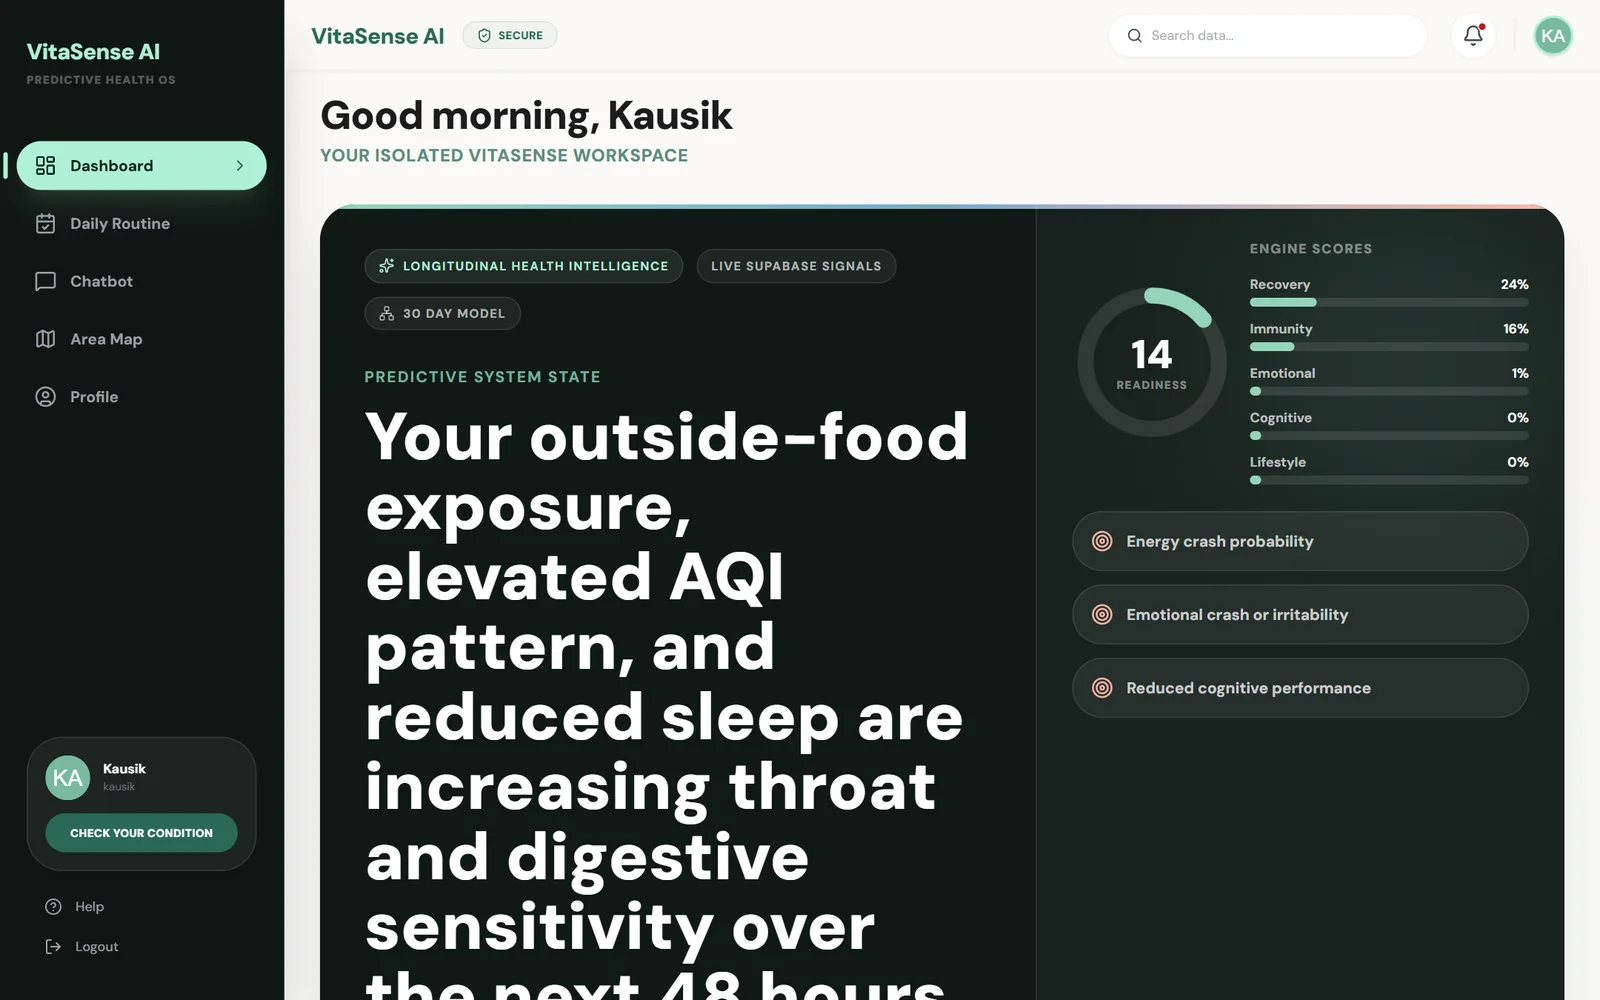 VitaSense AI
PREDICTIVE HEALTH OS
Dashboard
Daily Routine
Chatbot
Area Map
Profile
KA
Kausik
kausik
CHECK YOUR CONDITION
Help
Logout
VitaSense AI
SECURE
Search data...
KA
Good morning, Kausik
YOUR ISOLATED VITASENSE WORKSPACE
LONGITUDINAL HEALTH INTELLIGENCE
LIVE SUPABASE SIGNALS
30 DAY MODEL
PREDICTIVE SYSTEM STATE
Your outside-food
exposure,
elevated AQI
pattern, and
reduced sleep are
increasing throat
and digestive
sensitivity over
the next 48 hours
14
READINESS
ENGINE SCORES
Recovery 24%
Immunity 16%
Emotional 1%
Cognitive 0%
Lifestyle 0%
Energy crash probability
Emotional crash or irritability
Reduced cognitive performance